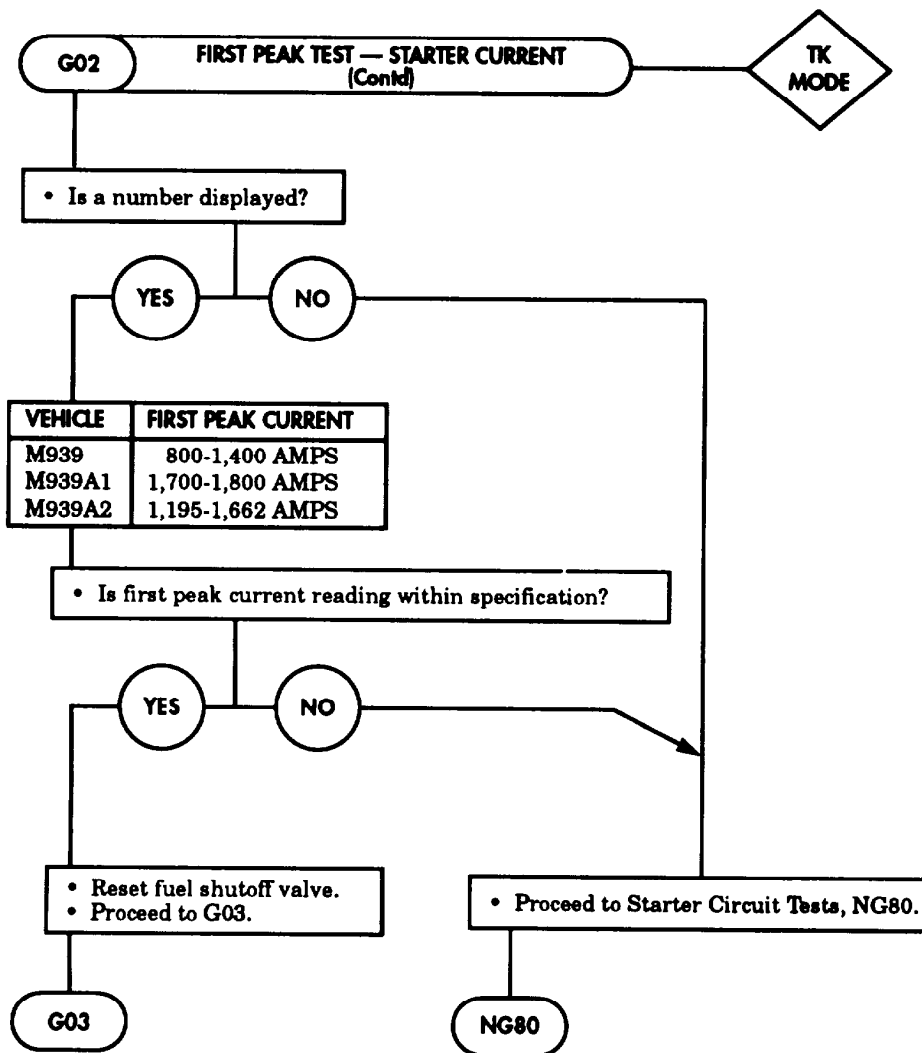 G02
FIRST PEAK TEST — STARTER CURRENT
(Contd)
TK
MODE
• Is a number displayed?
YES
NO
VEHICLE FIRST PEAK CURRENT
M939 800-1,400 AMPS
M939A1 1,700-1,800 AMPS
M939A2 1,195-1,662 AMPS
• Is first peak current reading within specification?
YES
NO
• Reset fuel shutoff valve.
• Proceed to G03.
• Proceed to Starter Circuit Tests, NG80.
G03
NG80